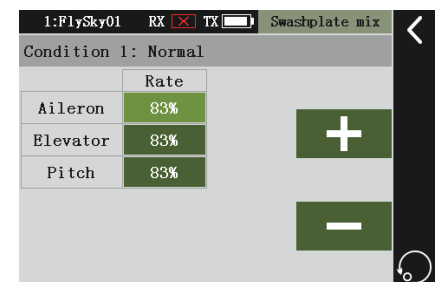 1:FlySky01 RX TX Swashplate mix
Condition 1: Normal
Rate
Aileron 83%
Elevator 83%
Pitch 83%